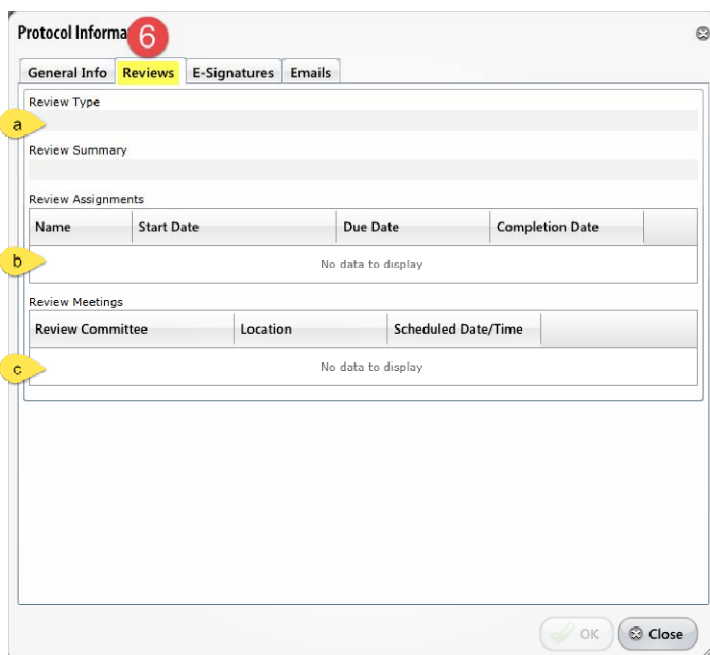 Protocol Informa
6
General Info Reviews E-Signatures Emails
Review Type
a
Review Summary
Review Assignments
Name Start Date Due Date Completion Date
b
No data to display
Review Meetings
Review Committee Location Scheduled Date/Time
c
No data to display
OK Close